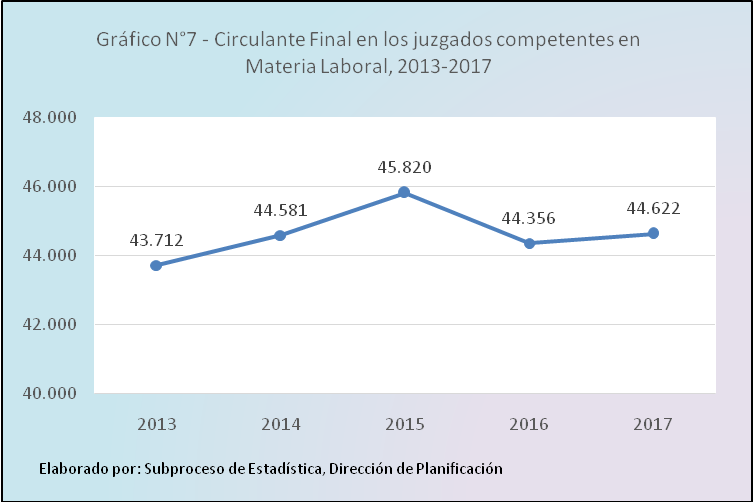 Gráfico N°7 - Circulante Final en los juzgados competentes en
Materia Laboral, 2013-2017
48.000
46.000
44.000
42.000
40.000
43.712
44.581
45.820
44.356
44.622
2013 2014 2015 2016 2017
Elaborado por: Subproceso de Estadística, Dirección de Planificación